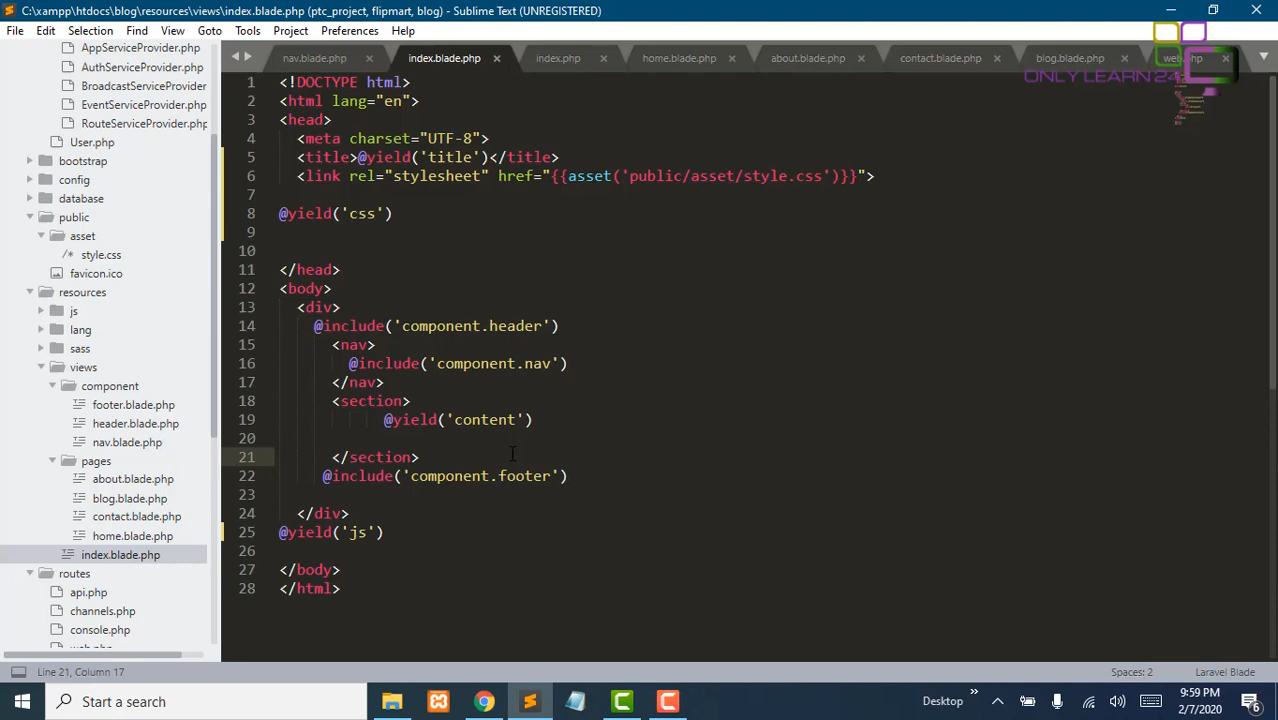 C:\xampp\htdocs\blog\resources\views\index.blade.php (ptc_project, flipmart, blog) - Sublime Text (UNREGISTERED)
File Edit Selection Find View Goto Tools Project Preferences Help
AppServiceProvider.php
AuthServiceProvider.php
BroadcastServiceProvider
EventServiceProvider.php
RouteServiceProvider.php
User.php
bootstrap
config
database
public
asset
style.css
favicon.ico
resources
js
lang
sass
views
component
footer.blade.php
header.blade.php
nav.blade.php
pages
about.blade.php
blog.blade.php
contact.blade.php
home.blade.php
index.blade.php
routes
api.php
channels.php
console.php
web.php
nav.blade.php index.blade.php index.php home.blade.php about.blade.php contact.blade.php blog.blade.php web.php
ONLY LEARN 24
1 <!DOCTYPE html>
2 <html lang="en">
3 <head>
4 <meta charset="UTF-8">
5 <title>@yield('title')</title>
6 <link rel="stylesheet" href="{{asset('public/asset/style.css')}}">
7
8 @yield('css')
9
10
11 </head>
12 <body>
13 <div>
14 @include('component.header')
15 <nav>
16 @include('component.nav')
17 </nav>
18 <section>
19 @yield('content')
20
21 </section>
22 @include('component.footer')
23
24 </div>
25 @yield('js')
26
27 </body>
28 </html>
Line 21, Column 17
Spaces: 2 Laravel Blade
Start a search
Desktop
9:59 PM
2/7/2020
6